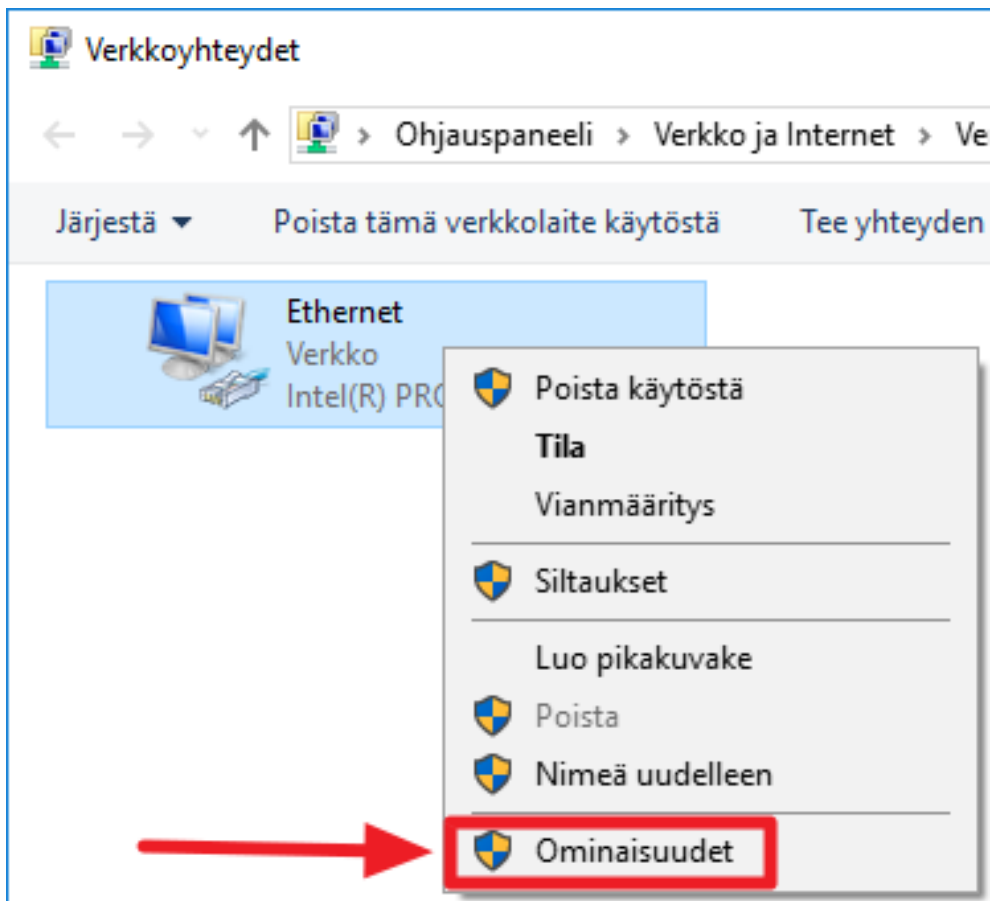 Verkkoyhteydet
Ohjauspaneeli > Verkko ja Internet > Ve
Järjestä Poista tämä verkkolaite käytöstä Tee yhteyden
Ethernet
Verkko
Intel(R) PRO
Poista käytöstä
Tila
Vianmääritys
Siltaukset
Luo pikakuvake
Poista
Nimeä uudelleen
Ominaisuudet